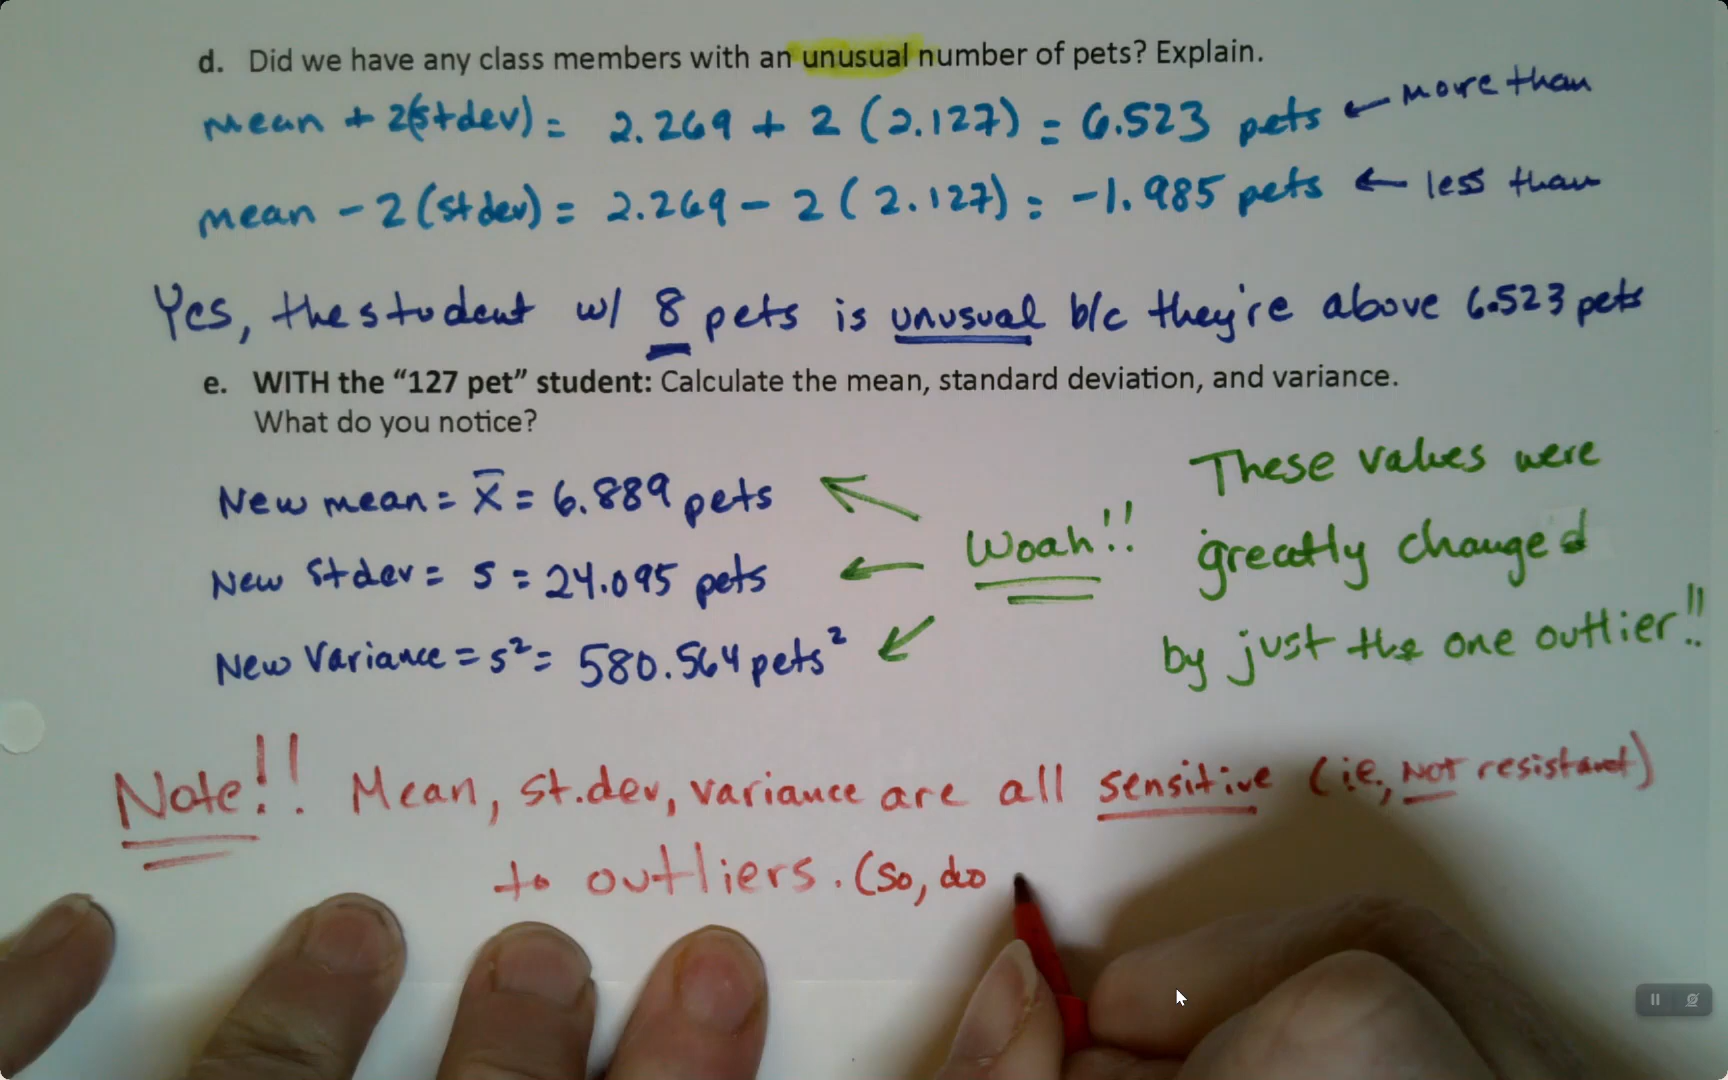 d. Did we have any class members with an unusual number of pets? Explain.
mean + 2(stdev) = 2.269 + 2 (2.127) = 6.523 pets ← more than
mean - 2 (stdev) = 2.269 - 2 (2.127) = -1.985 pets ← less than
Yes, the student w/ 8 pets is unusual b/c they're above 6.523 pets
e. WITH the “127 pet” student: Calculate the mean, standard deviation, and variance.
What do you notice?
New mean = x̄ = 6.889 pets
New Stdev = s = 24.095 pets
New Variance = s² = 580.564 pets²
Woah!!
These values were
greatly changed
by just the one outlier!!
Note!! Mean, st.dev, variance are all sensitive (i.e., NOT resistant)
to outliers. (So, do